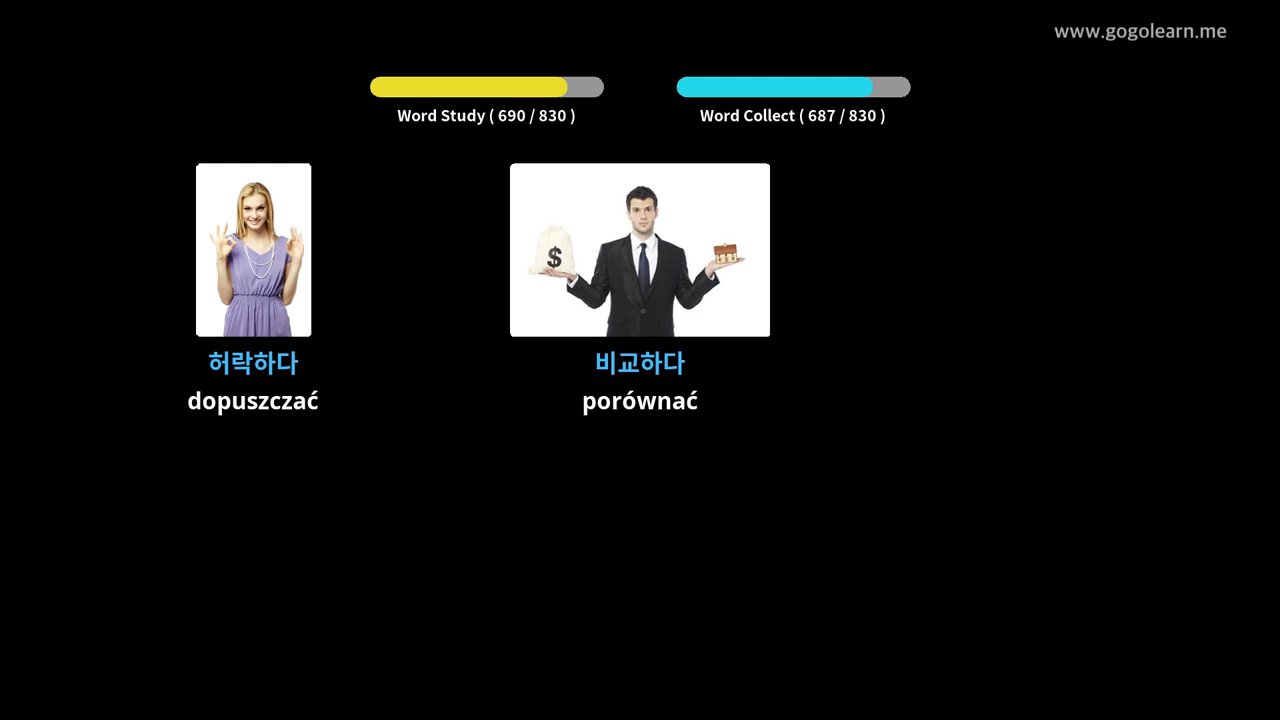 www.gogolearn.me
Word Study ( 690 / 830 )
Word Collect ( 687 / 830 )
$
허락하다
dopuszczać
비교하다
porównać